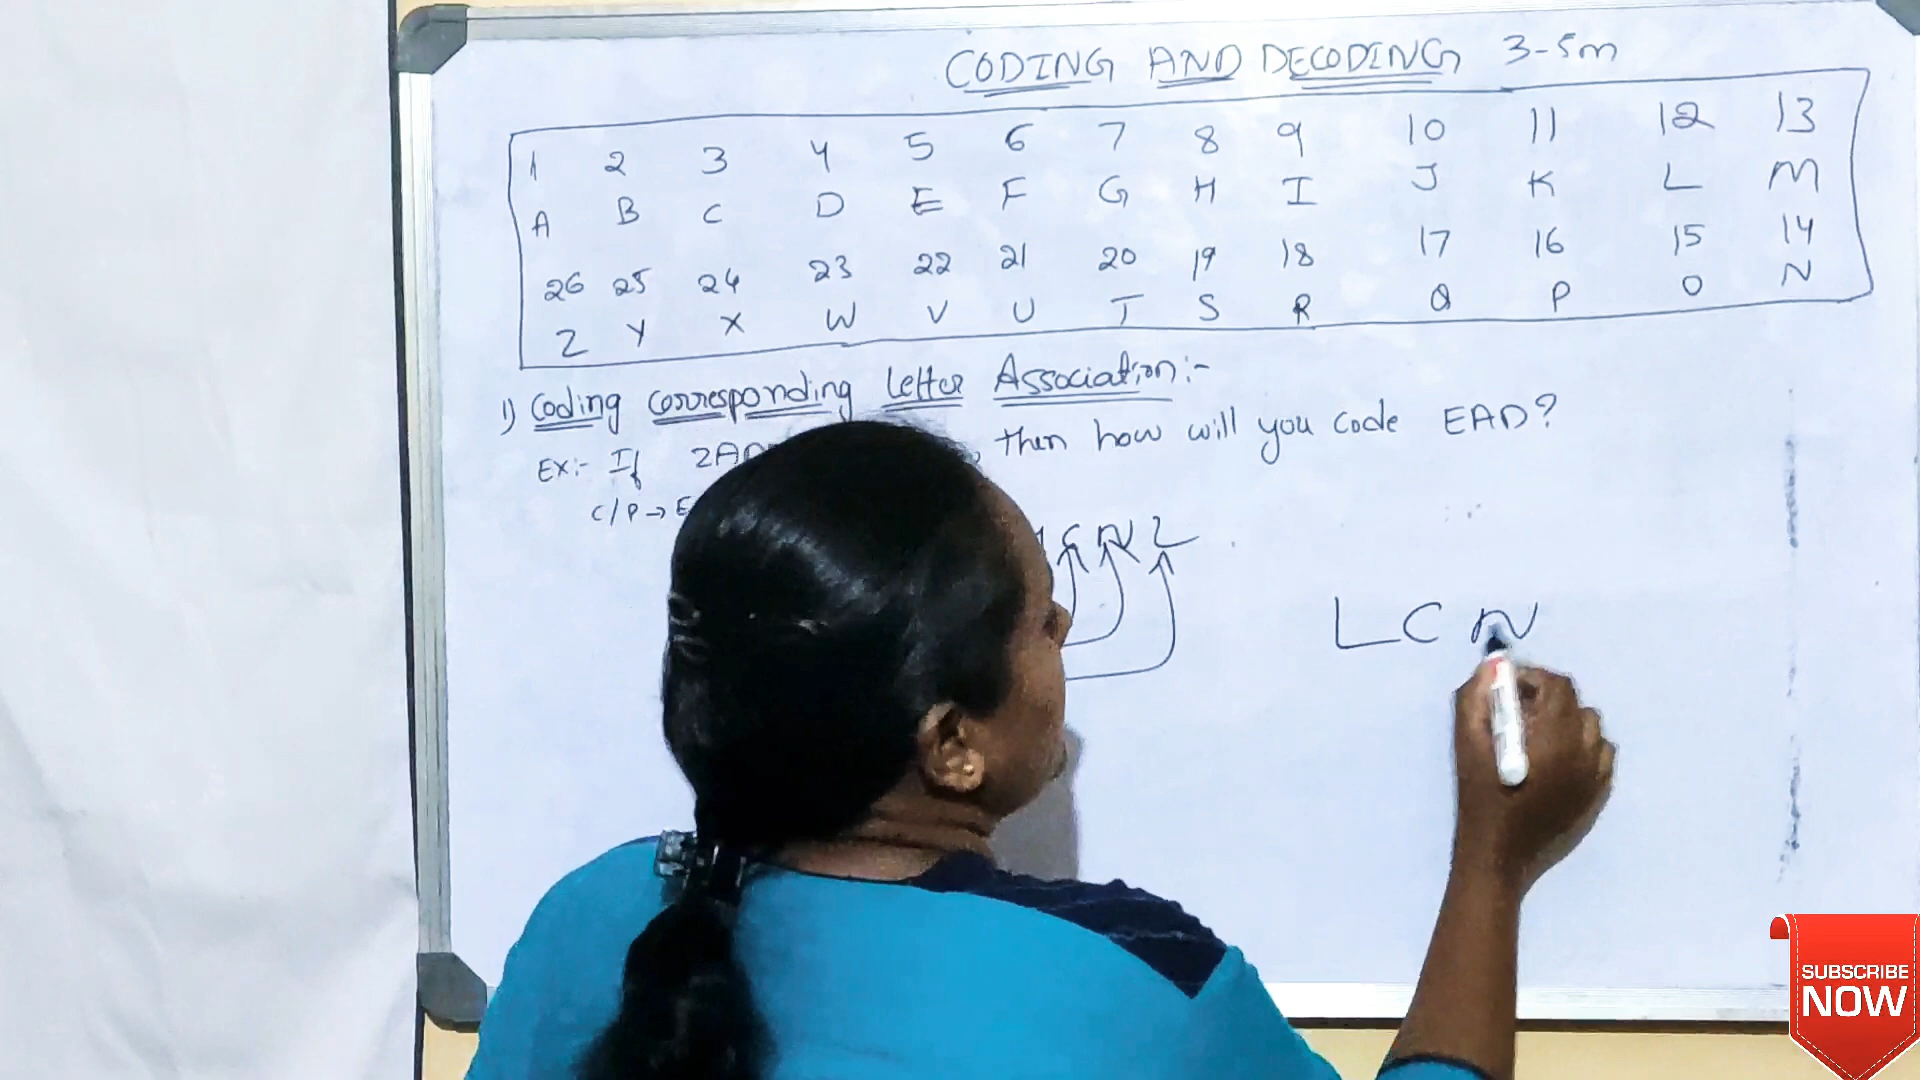 CODING AND DECODING 3-5m
1 2 3 4 5 6 7 8 9 10 11 12 13
A B C D E F G H I J K L M
26 25 24 23 22 21 20 19 18 17 16 15 14
Z Y X W V U T S R Q P O N
1) Coding corresponding Letter Association:-
Ex:- If then how will you code EAD?
C/P → E
C N L
L C N
SUBSCRIBE
NOW